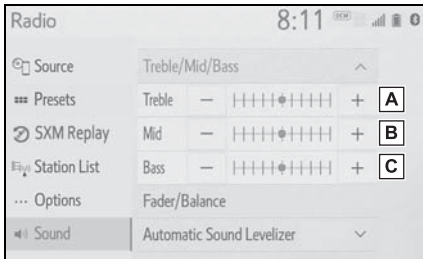 Radio 8:11 DCM
Source
Presets
SXM Replay
Station List
Options
Sound
Treble/Mid/Bass
Treble − + A
Mid − + B
Bass − + C
Fader/Balance
Automatic Sound Levelizer